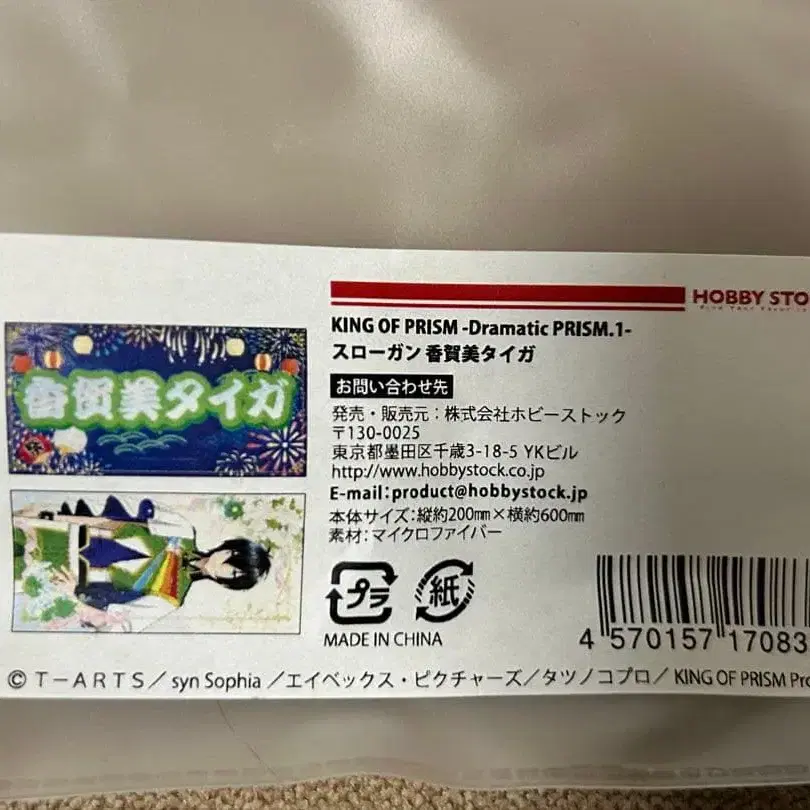 香賀美タイガ
HOBBY STO
KING OF PRISM -Dramatic PRISM.1-
スローガン 香賀美タイガ
お問い合わせ先
発売・販売元：株式会社ホビーストック
〒130-0025
東京都墨田区千歳3-18-5 YKビル
http://www.hobbystock.co.jp
E-mail：product@hobbystock.jp
本体サイズ：縦約200mm×横約600mm
素材：マイクロファイバー
プラ
紙
MADE IN CHINA
4 570157 17083
© T-ARTS／syn Sophia／エイベックス・ピクチャーズ／タツノコプロ／KING OF PRISM Pro